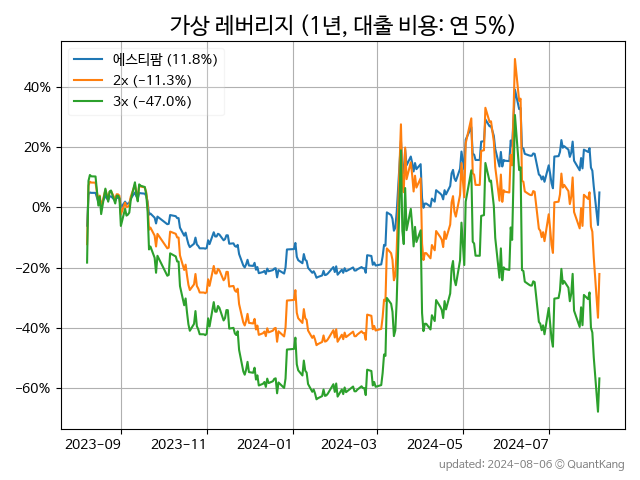 가상 레버리지 (1년, 대출 비용: 연 5%)
에스티팜 (11.8%)
2x (−11.3%)
3x (−47.0%)
40%
20%
0%
−20%
−40%
−60%
2023-09 2023-11 2024-01 2024-03 2024-05 2024-07
updated: 2024-08-06 © QuantKang